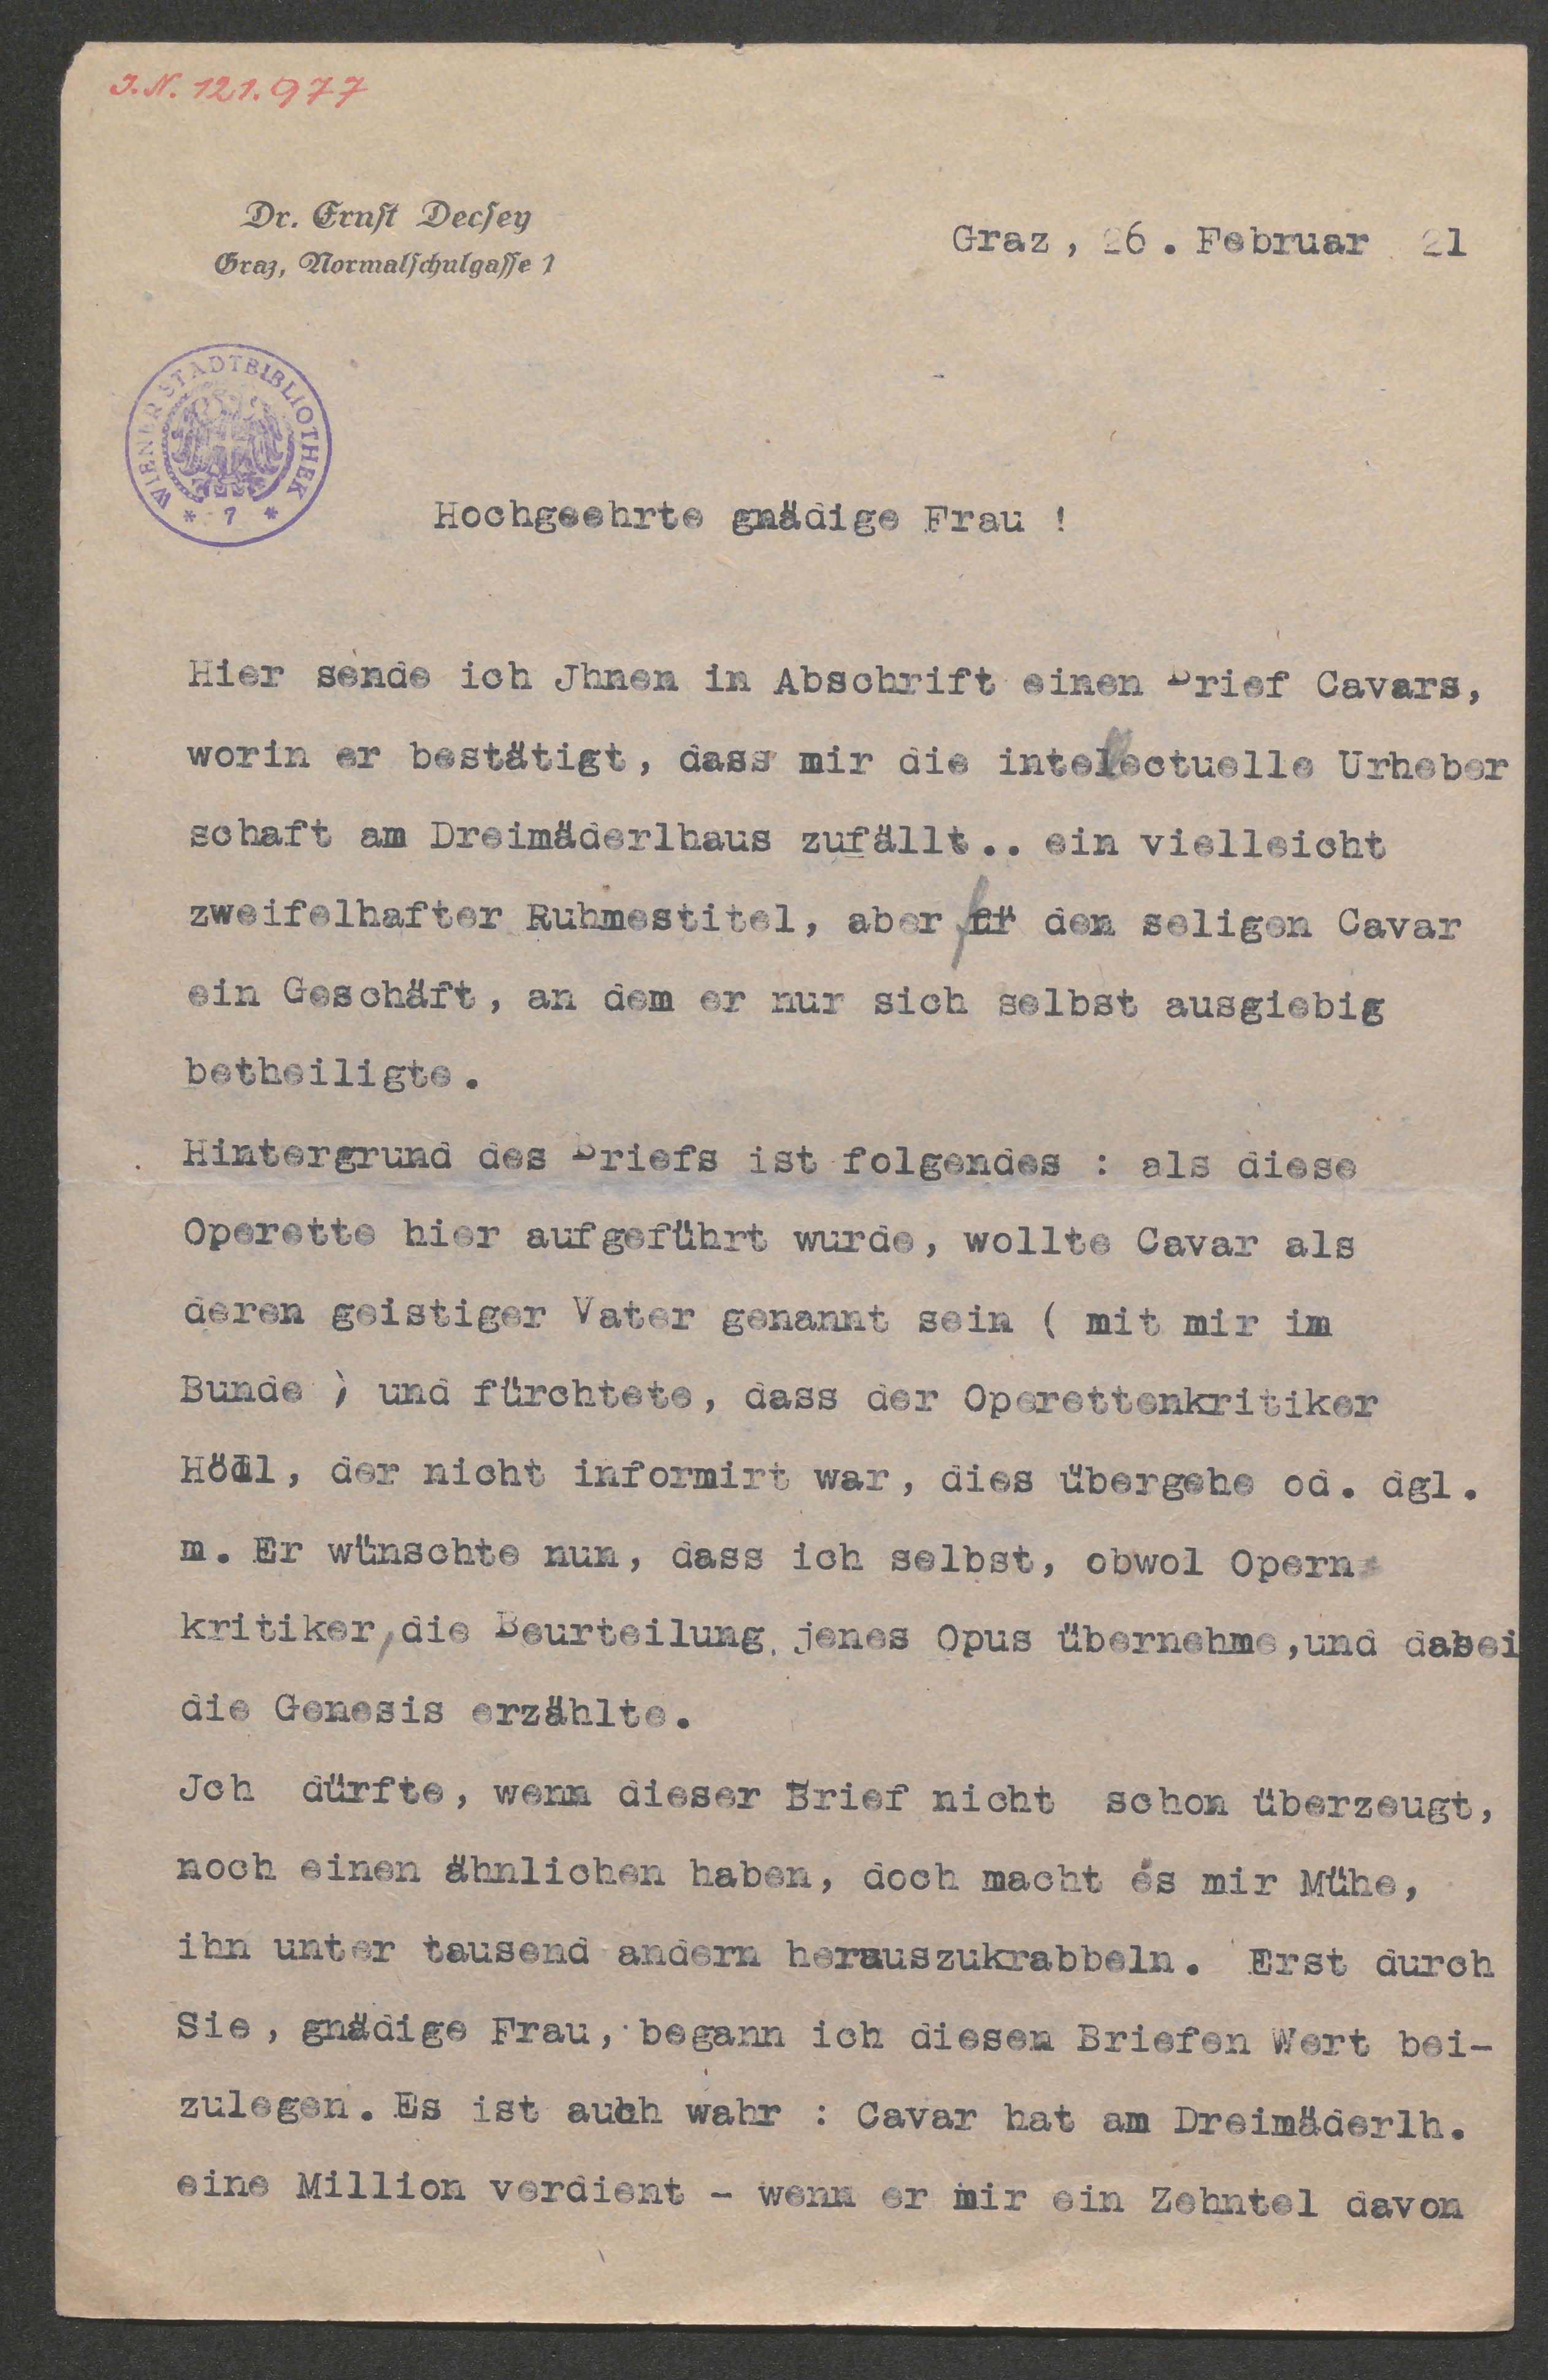 J.N. 121.977
Dr. Ernst Decsey
Graz, Normalschulgasse 1
Graz, 26. Februar 21
WIENER STADTBIBLIOTHEK
* 7 *
Hochgeehrte gnädige Frau !
Hier sende ich Jhnen in Abschrift einen Brief Cavars,
worin er bestätigt, dass mir die intellectuelle Urheber
schaft am Dreimäderlhaus zufällt.. ein vielleicht
zweifelhafter Ruhmestitel, aber für den seligen Cavar
ein Geschäft, an dem er nur sich selbst ausgiebig
betheiligte.
Hintergrund des Briefs ist folgendes : als diese
Operette hier aufgeführt wurde, wollte Cavar als
deren geistiger Vater genannt sein ( mit mir im
Bunde ) und fürchtete, dass der Operettenkritiker
Hödl, der nicht informirt war, dies übergehe od. dgl.
m. Er wünschte nun, dass ich selbst, obwol Opern-
kritiker, die Beurteilung jenes Opus übernehme,und dabei
die Genesis erzählte.
Jch dürfte, wenn dieser Brief nicht schon überzeugt,
noch einen ähnlichen haben, doch macht es mir Mühe,
ihn unter tausend andern herauszukrabbeln. Erst durch
Sie, gnädige Frau, begann ich diesen Briefen Wert bei-
zulegen. Es ist auch wahr : Cavar hat am Dreimäderlh.
eine Million verdient - wenn er mir ein Zehntel davon